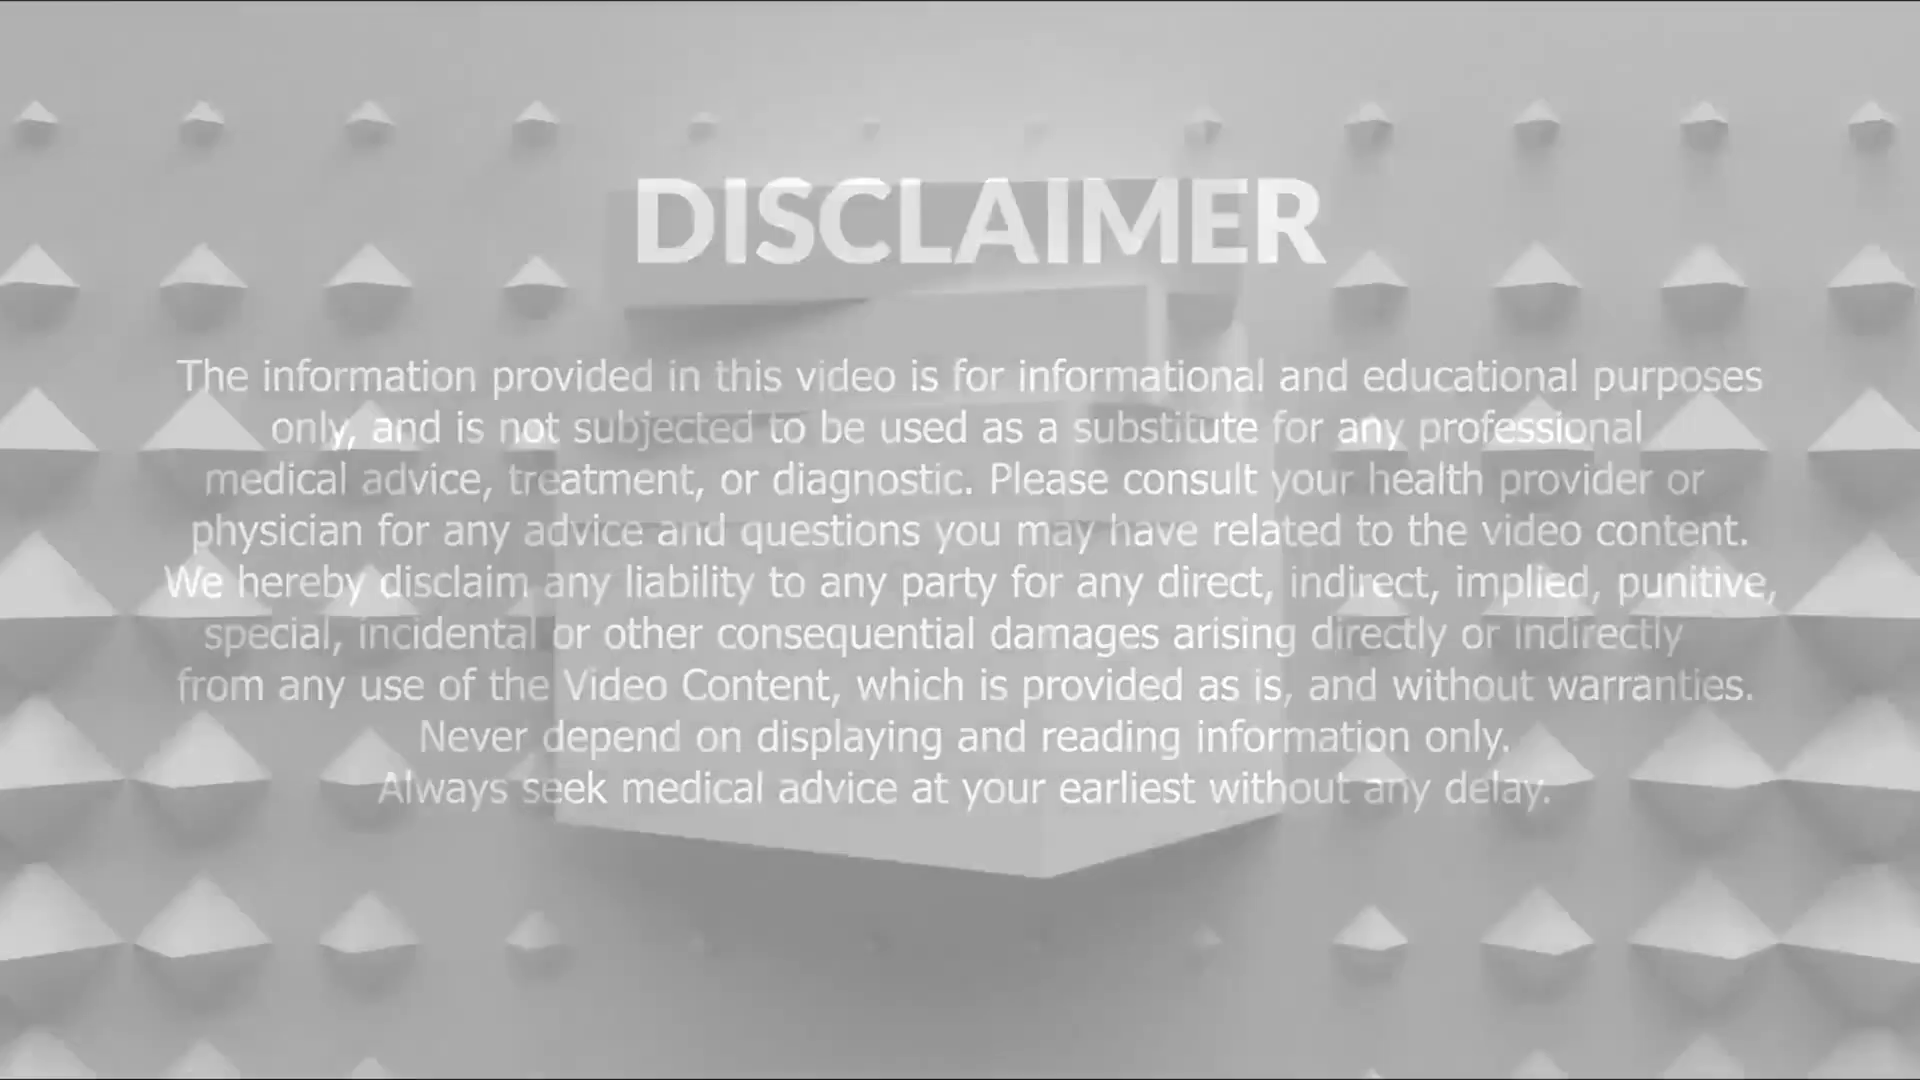 DISCLAIMER
The information provided in this video is for informational and educational purposes
only, and is not subjected to be used as a substitute for any professional
medical advice, treatment, or diagnostic. Please consult your health provider or
physician for any advice and questions you may have related to the video content.
We hereby disclaim any liability to any party for any direct, indirect, implied, punitive,
special, incidental or other consequential damages arising directly or indirectly
from any use of the Video Content, which is provided as is, and without warranties.
Never depend on displaying and reading information only.
Always seek medical advice at your earliest without any delay.